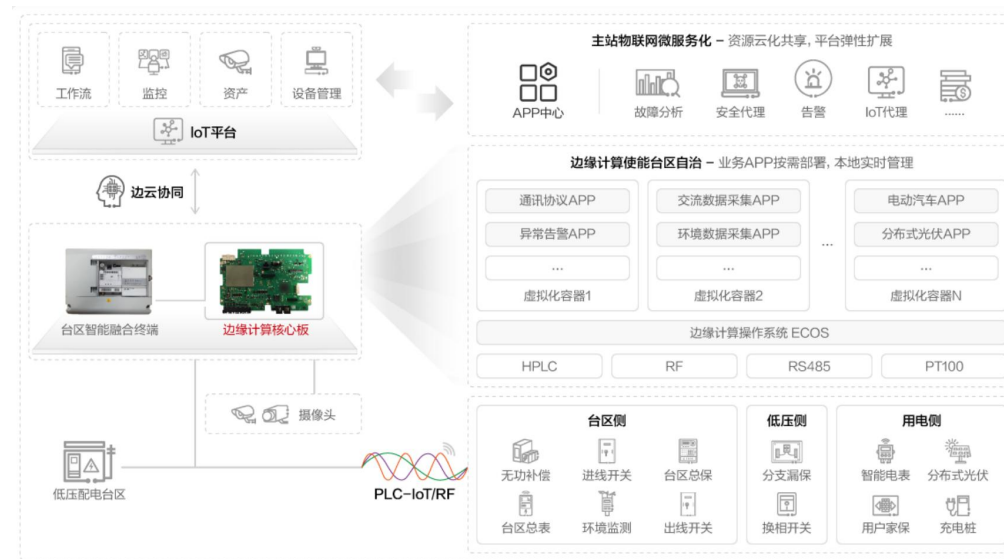 工作流
监控
资产
设备管理
IoT平台
边云协同
台区智能融合终端
边缘计算核心板
摄像头
低压配电台区
PLC-IoT/RF
主站物联网微服务化 – 资源云化共享, 平台弹性扩展
APP中心
故障分析
安全代理
告警
IoT代理
......
边缘计算使能台区自治 – 业务APP按需部署, 本地实时管理
通讯协议APP
异常告警APP
...
虚拟化容器1
交流数据采集APP
环境数据采集APP
...
虚拟化容器2
...
电动汽车APP
分布式光伏APP
...
虚拟化容器N
边缘计算操作系统 ECOS
HPLC
RF
RS485
PT100
台区侧
无功补偿
进线开关
台区总保
台区总表
环境监测
出线开关
低压侧
分支漏保
换相开关
用电侧
智能电表
分布式光伏
用户家保
充电桩